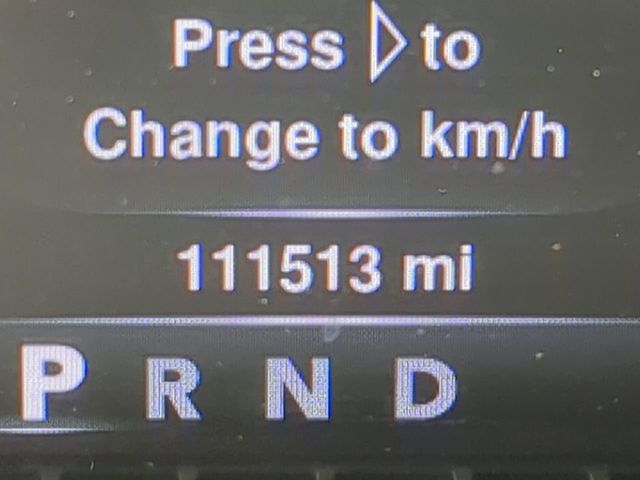 Press ▷ to
Change to km/h
111513 mi
P R N D